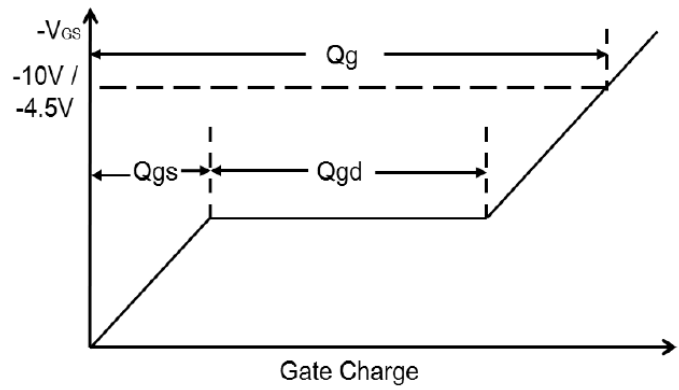 -VGS
Qg
-10V /
-4.5V
Qgs
Qgd
Gate Charge